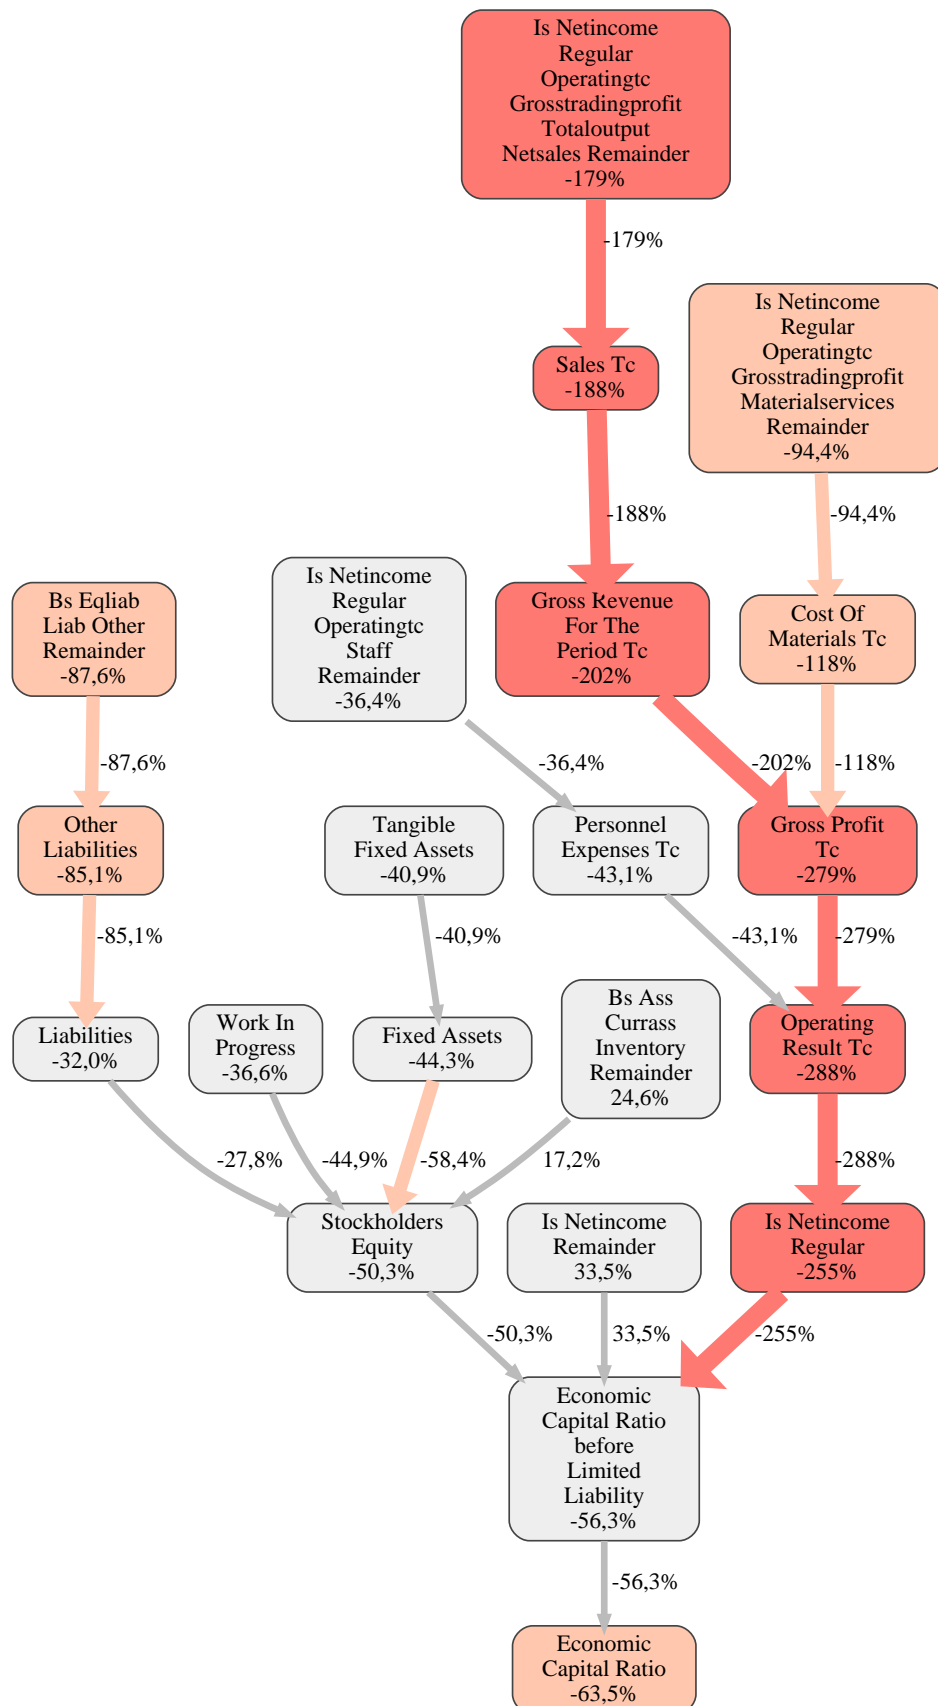 Is Netincome
Regular
Operatingtc
Grosstradingprofit
Totaloutput
Netsales Remainder
-179%
-179%
Is Netincome
Regular
Operatingtc
Grosstradingprofit
Materialservices
Remainder
-94,4%
Sales Tc
-188%
-188%
-94,4%
Is Netincome
Regular
Operatingtc
Staff
Remainder
-36,4%
Bs Eqliab
Liab Other
Remainder
-87,6%
Gross Revenue
For The
Period Tc
-202%
Cost Of
Materials Tc
-118%
-87,6%
-36,4%
-202%
-118%
Other
Liabilities
-85,1%
Tangible
Fixed Assets
-40,9%
Personnel
Expenses Tc
-43,1%
Gross Profit
Tc
-279%
-85,1%
-40,9%
-43,1%
-279%
Liabilities
-32,0%
Work In
Progress
-36,6%
Fixed Assets
-44,3%
Bs Ass
Currass
Inventory
Remainder
24,6%
Operating
Result Tc
-288%
-27,8%
-44,9%
-58,4%
17,2%
-288%
Stockholders
Equity
-50,3%
Is Netincome
Remainder
33,5%
Is Netincome
Regular
-255%
-50,3%
33,5%
-255%
Economic
Capital Ratio
before
Limited
Liability
-56,3%
-56,3%
Economic
Capital Ratio
-63,5%